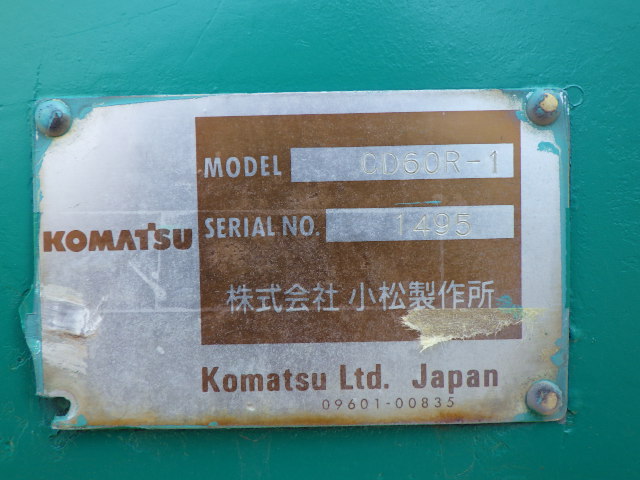 MODEL CD60R-1
KOMATSU
SERIAL NO. 1495
株式会社 小松製作所
Komatsu Ltd. Japan
09601-00835